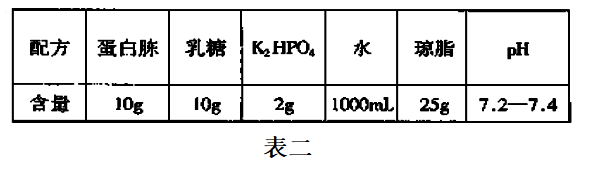 配方 蛋白胨 乳糖 K₂HPO₄ 水 琼脂 pH
含量 10g 10g 2g 1000mL 25g 7.2—7.4
表二